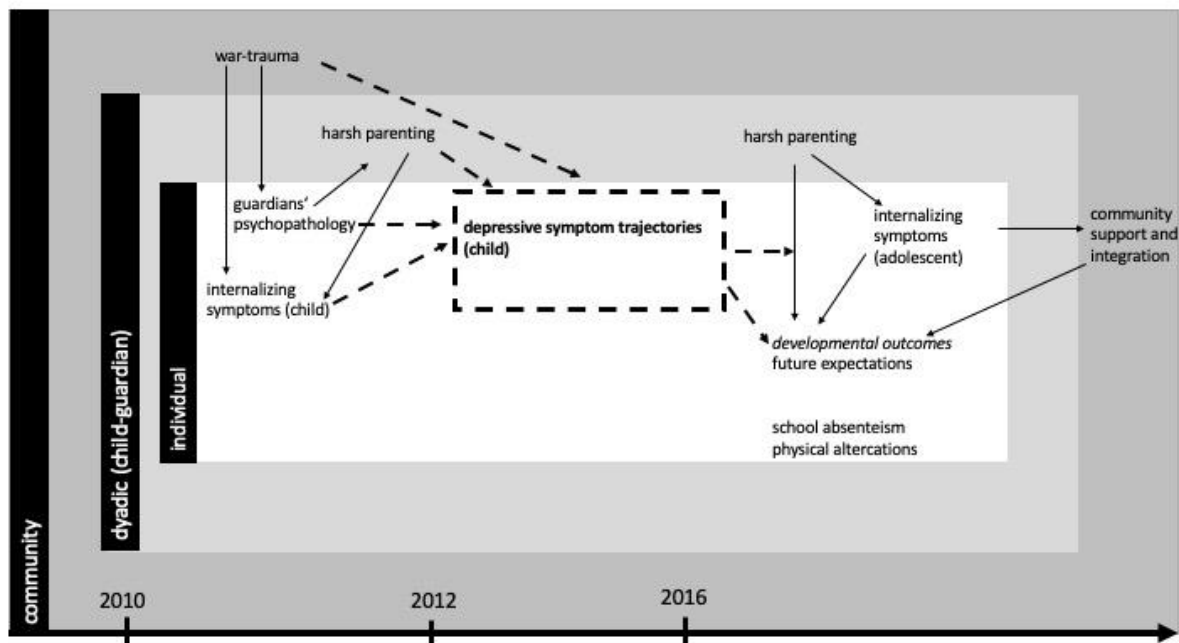 war-trauma
harsh parenting
guardians‘
psychopathology
internalizing
symptoms (child)
depressive symptom trajectories
(child)
harsh parenting
internalizing
symptoms
(adolescent)
community
support and
integration
developmental outcomes
future expectations
school absenteism
physical altercations
individual
dyadic (child-guardian)
community
2010
2012
2016